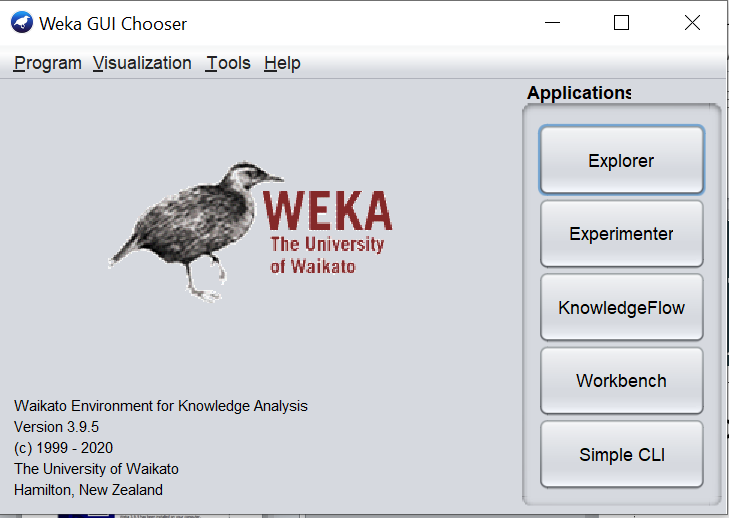 Weka GUI Chooser
Program Visualization Tools Help
Applications
Explorer
Experimenter
KnowledgeFlow
Workbench
Simple CLI
WEKA
The University
of Waikato
Waikato Environment for Knowledge Analysis
Version 3.9.5
(c) 1999 - 2020
The University of Waikato
Hamilton, New Zealand